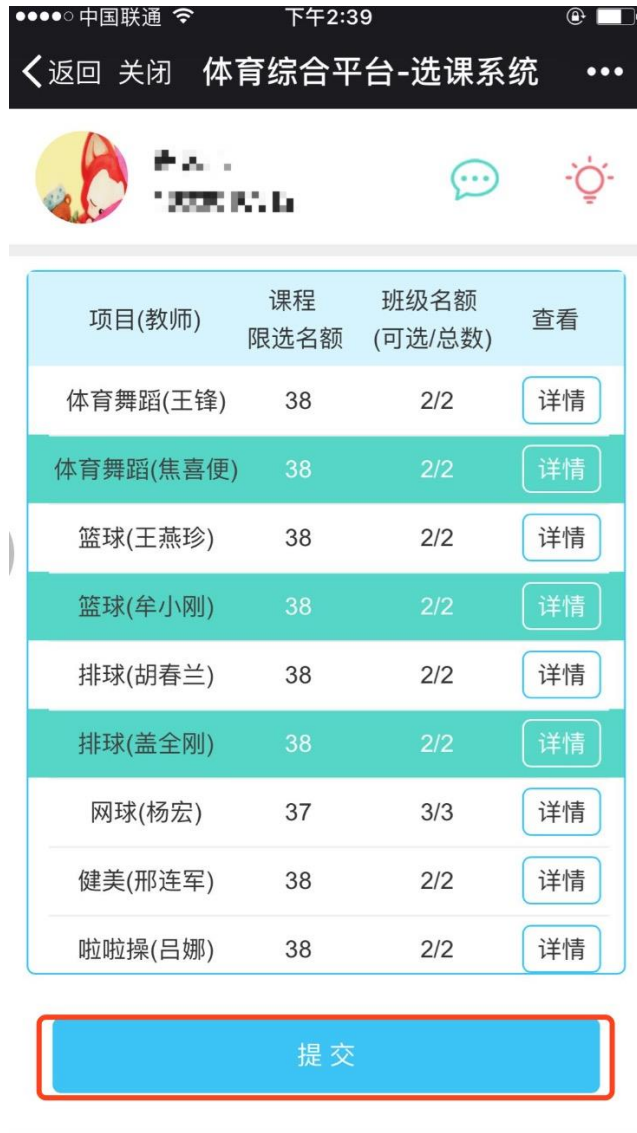 中国联通 下午2:39
返回 关闭 体育综合平台-选课系统
项目(教师) 课程限选名额 班级名额(可选/总数) 查看
体育舞蹈(王锋) 38 2/2 详情
体育舞蹈(焦喜便) 38 2/2 详情
篮球(王燕珍) 38 2/2 详情
篮球(牟小刚) 38 2/2 详情
排球(胡春兰) 38 2/2 详情
排球(盖全刚) 38 2/2 详情
网球(杨宏) 37 3/3 详情
健美(邢连军) 38 2/2 详情
啦啦操(吕娜) 38 2/2 详情
提交